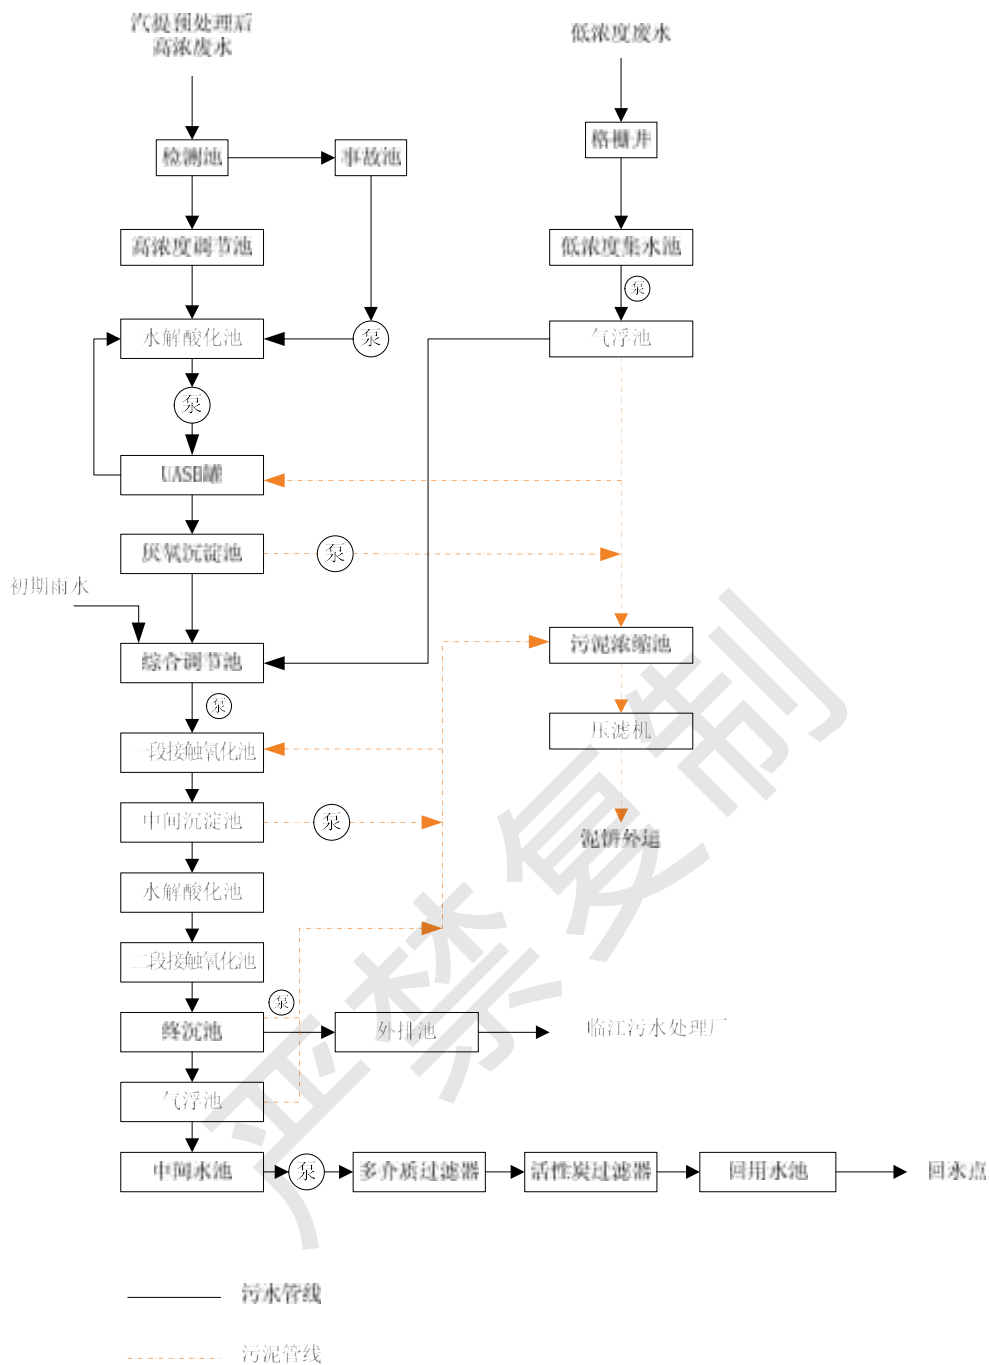 汽提预处理后
高浓废水
低浓度废水
格栅井
检测池
事故池
高浓度调节池
低浓度集水池
泵
水解酸化池
泵
气浮池
泵
UASB罐
厌氧沉淀池
泵
初期雨水
综合调节池
污泥浓缩池
泵
一段接触氧化池
压滤机
中间沉淀池
泵
泥饼外运
水解酸化池
二段接触氧化池
泵
终沉池
外排池
临江污水处理厂
气浮池
中间水池
泵
多介质过滤器
活性炭过滤器
回用水池
回水点
污水管线
污泥管线
严禁复制